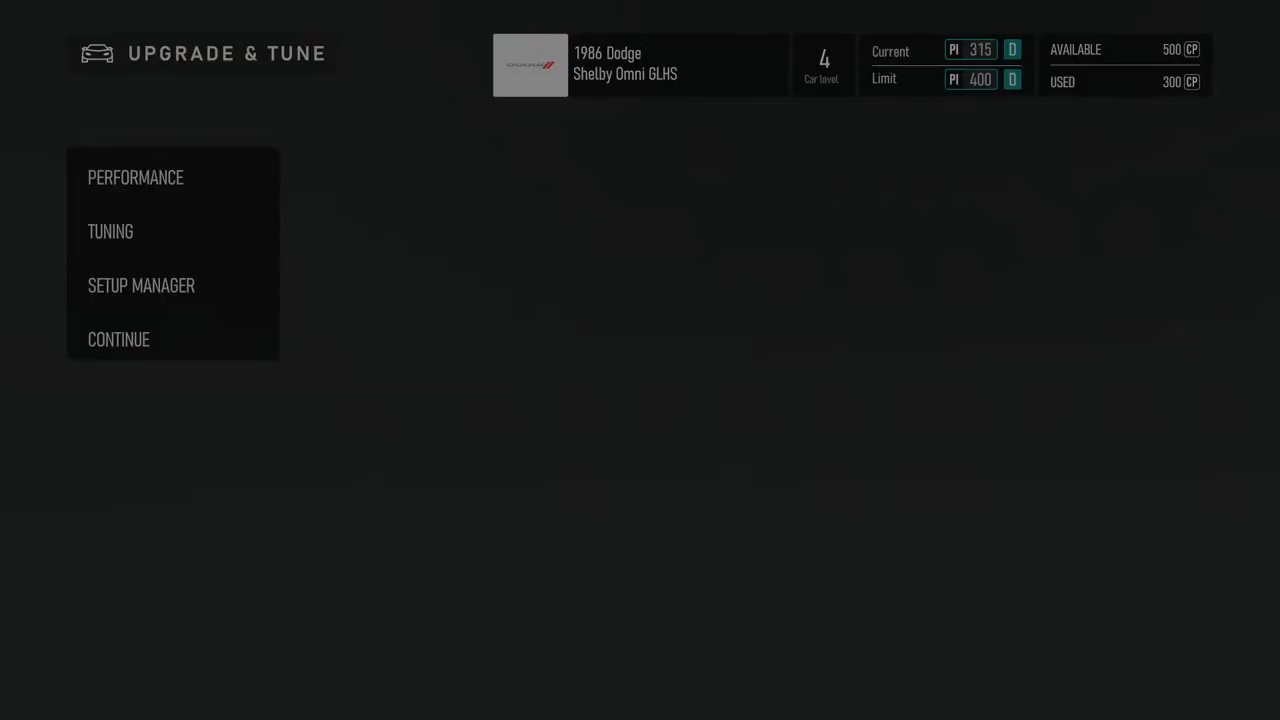 UPGRADE & TUNE
1986 Dodge
Shelby Omni GLHS
4
Car level
Current PI 315 D
Limit PI 400 D
AVAILABLE 500 CP
USED 300 CP
PERFORMANCE
TUNING
SETUP MANAGER
CONTINUE